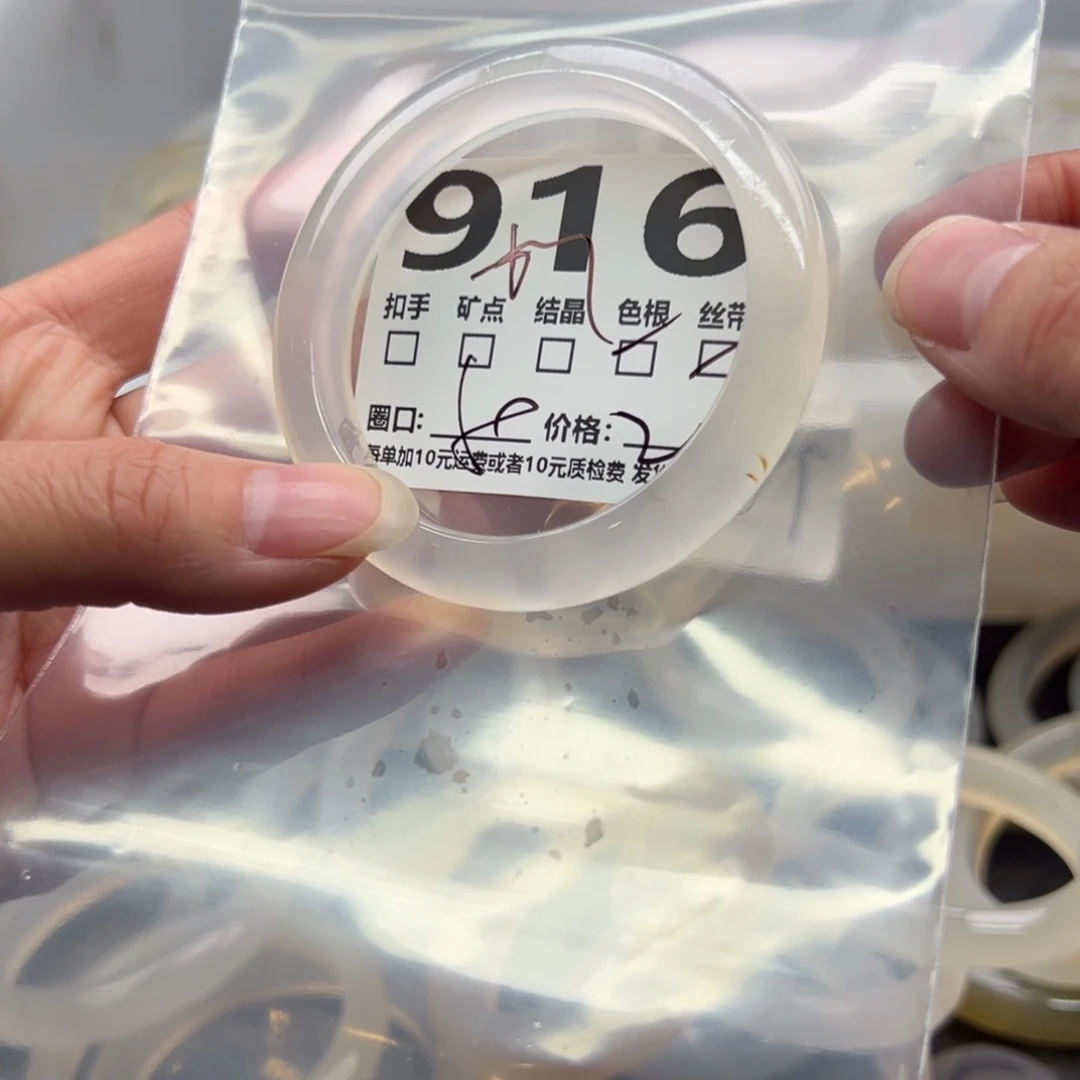 916
扣手 矿点 结晶 色根 丝带
圈口: 价格:
单加10元运费或者10元质检费 发